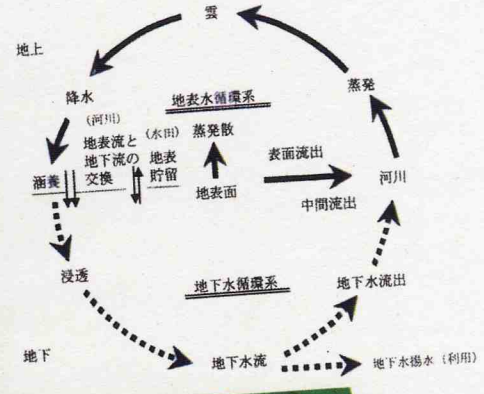 雲
地上
降水
蒸発
地表水循環系
(河川)
地表流と
地下流の
交換
(水田)
地表
貯留
蒸発散
表面流出
涵養
地表面
河川
中間流出
浸透
地下水循環系
地下水流出
地下
地下水流
地下水揚水(利用)